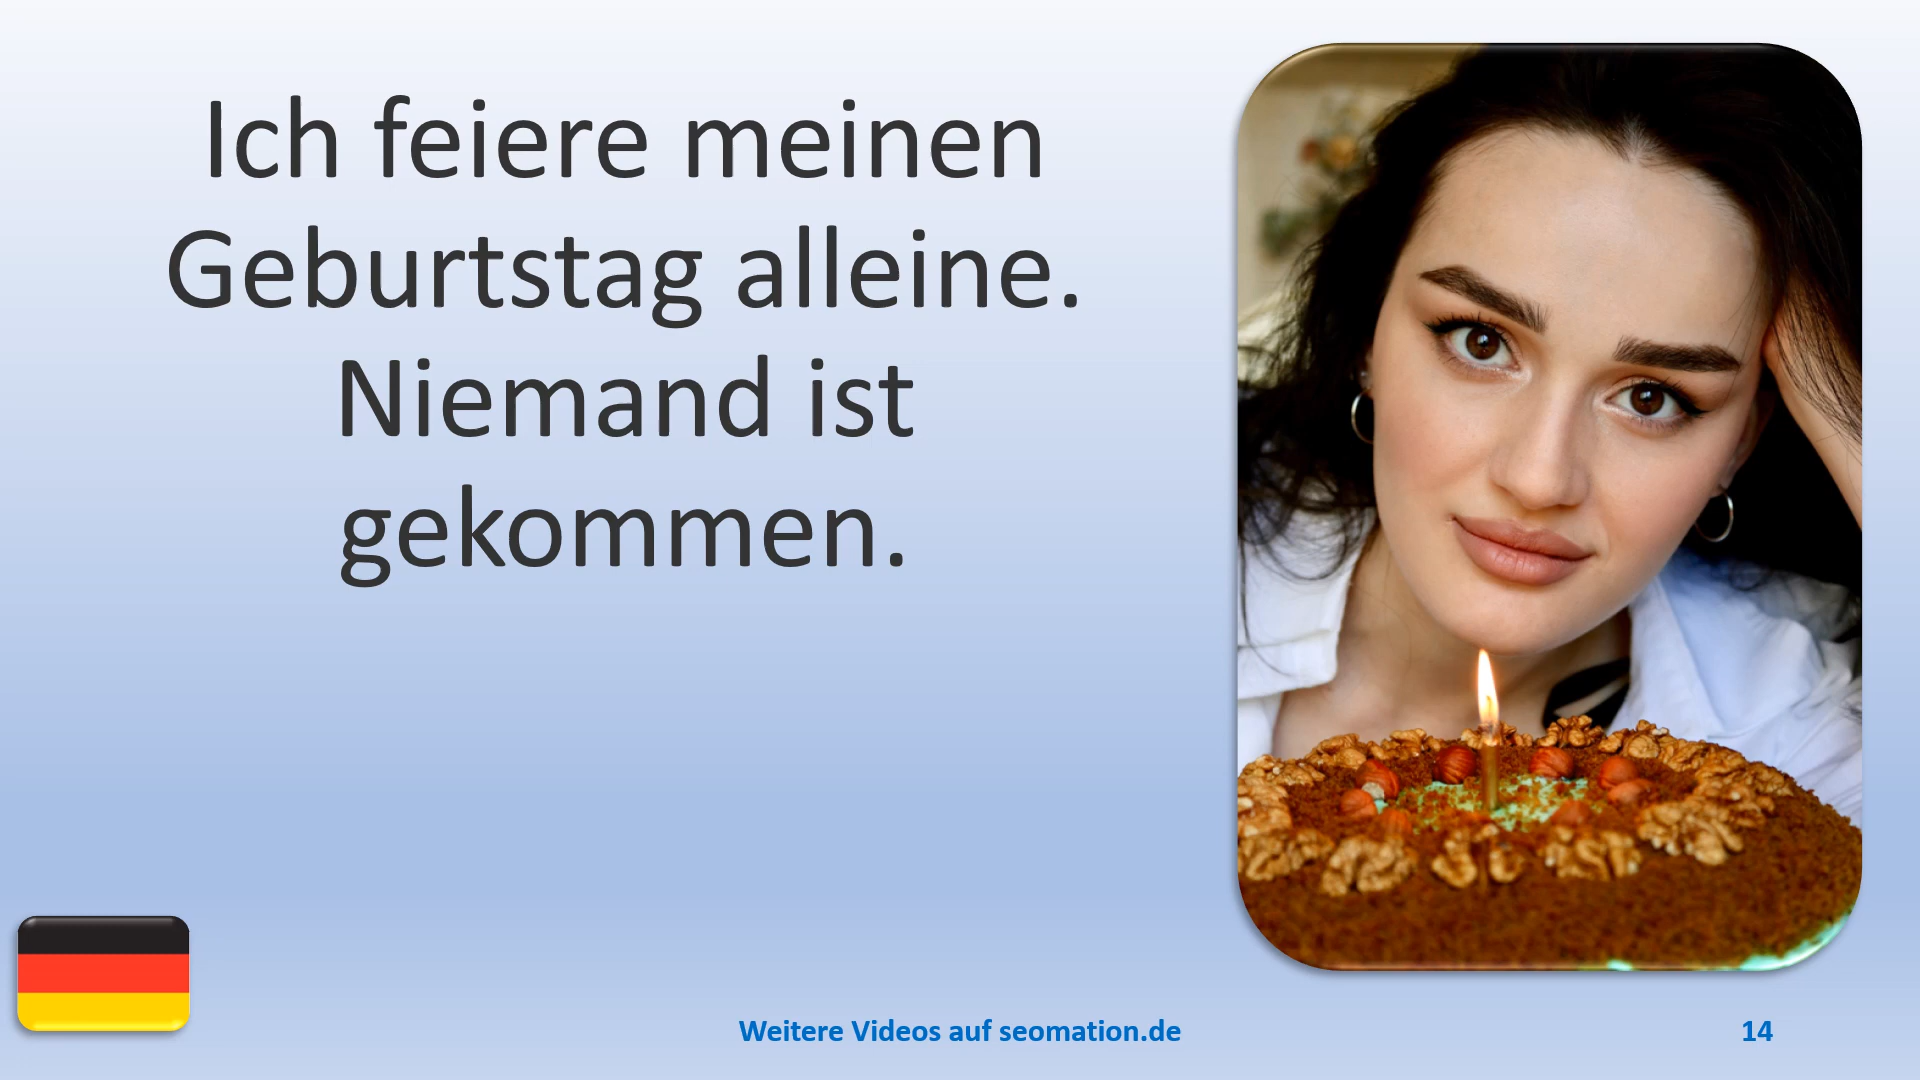 Ich feiere meinen
Geburtstag alleine.
Niemand ist
gekommen.
Weitere Videos auf seomation.de
14